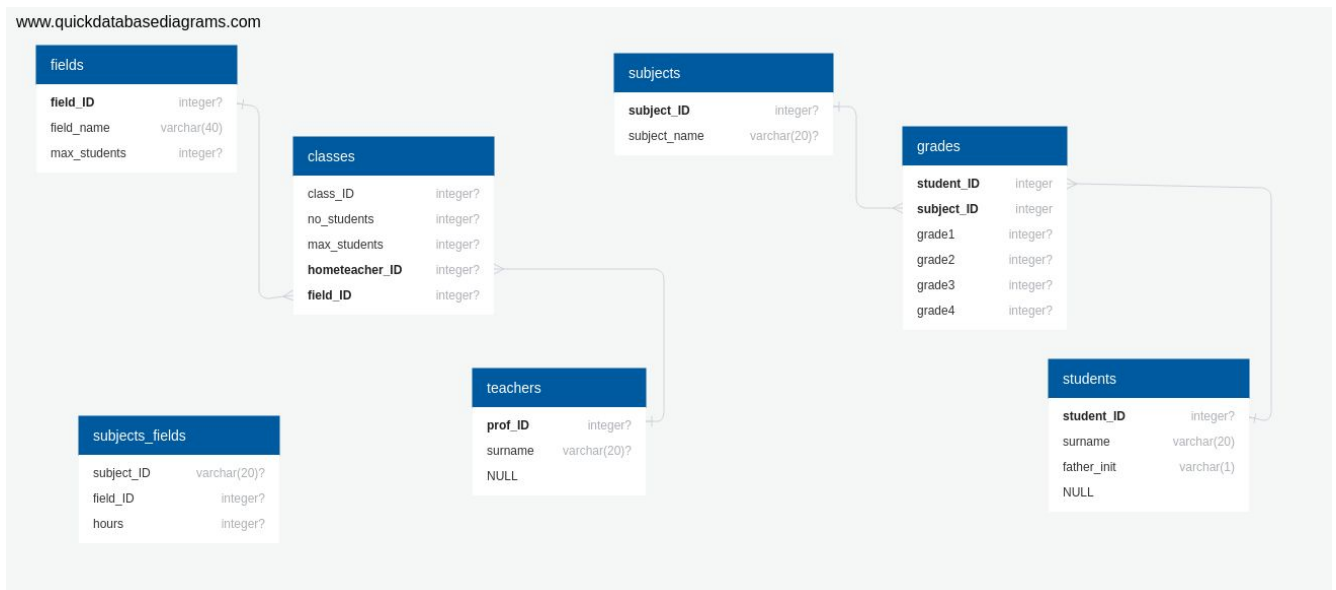 www.quickdatabasediagrams.com
fields
field_ID integer?
field_name varchar(40)
max_students integer?
classes
class_ID integer?
no_students integer?
max_students integer?
hometeacher_ID integer?
field_ID integer?
subjects
subject_ID integer?
subject_name varchar(20)?
grades
student_ID integer
subject_ID integer
grade1 integer?
grade2 integer?
grade3 integer?
grade4 integer?
teachers
prof_ID integer?
surname varchar(20)?
NULL
students
student_ID integer?
surname varchar(20)
father_init varchar(1)
NULL
subjects_fields
subject_ID varchar(20)?
field_ID integer?
hours integer?